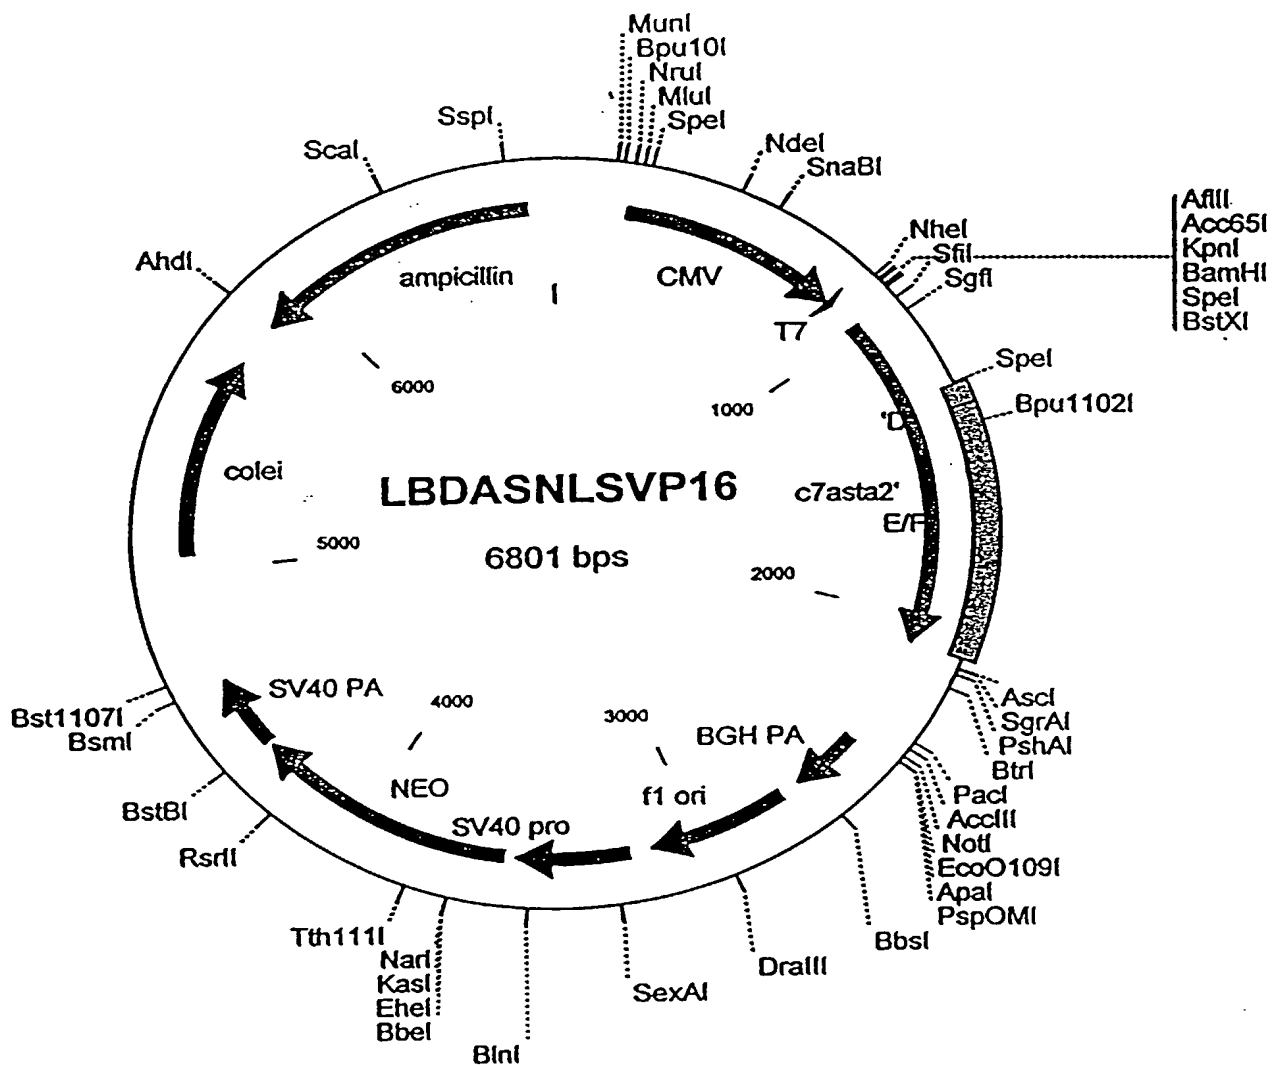 MunI
Bpu10I
NruI
MluI
SpeI
SspI
ScaI
NdeI
SnaBI
AflII
Acc65I
KpnI
BamHI
SpeI
BstXI
NheI
SfiI
SgfI
AhdI
ampicillin
I
CMV
T7
SpeI
6000
1000
Bpu1102I
'D'
colei
LBDASNLSVP16
c7asta2'
E/F
5000
6801 bps
2000
SV40 PA
4000
3000
BGH PA
AscI
SgrAI
PshAI
BtrI
Bst1107I
BsmI
NEO
f1 ori
SV40 pro
PacI
AccIII
NotI
EcoO109I
ApaI
PspOMI
BstBI
RsrII
BbsI
Tth111I
NarI
KasI
EheI
BbeI
DraIII
SexAI
BlnI